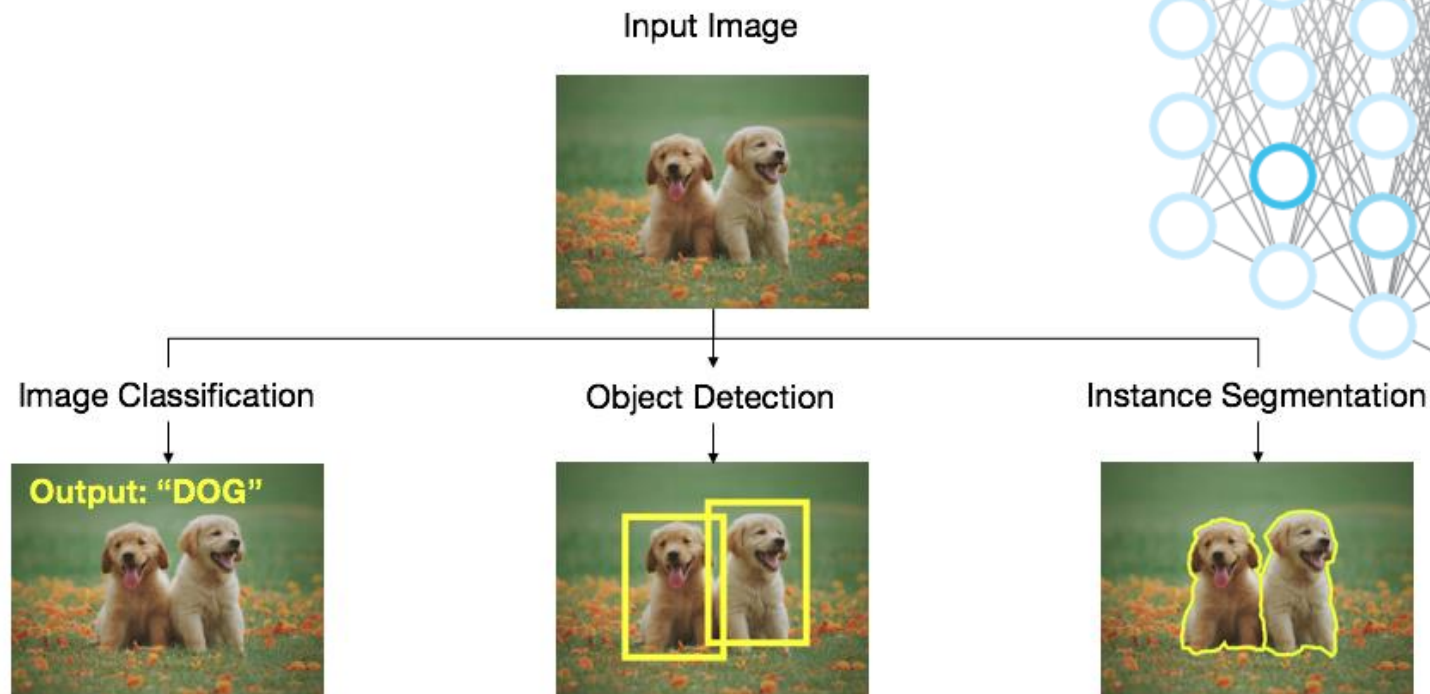 Input Image
Image Classification
Object Detection
Instance Segmentation
Output: “DOG”